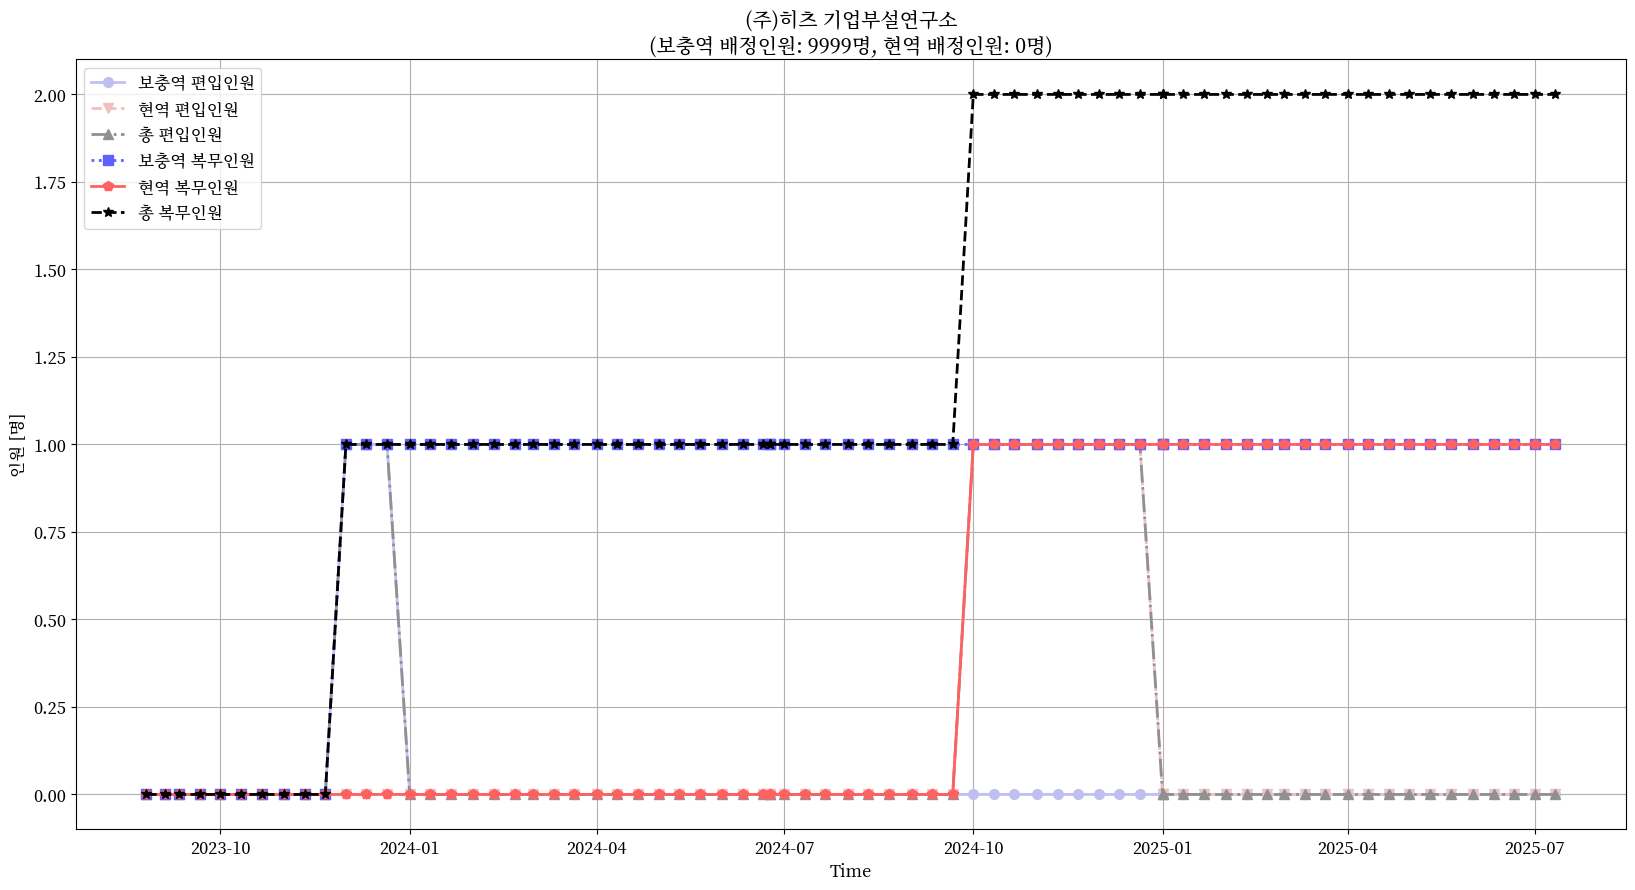 (주)히츠 기업부설연구소
(보충역 배정인원: 9999명, 현역 배정인원: 0명)
보충역 편입인원
현역 편입인원
총 편입인원
보충역 복무인원
현역 복무인원
총 복무인원
2.00
1.75
1.50
1.25
1.00
0.75
0.50
0.25
0.00
인원 [명]
2023-10
2024-01
2024-04
2024-07
2024-10
2025-01
2025-04
2025-07
Time